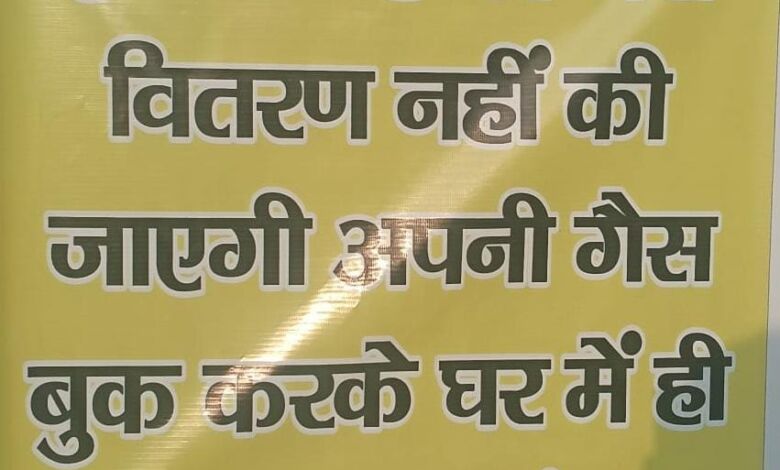 वितरण नहीं की
जाएगी अपनी गैस
बुक करके घर में ही